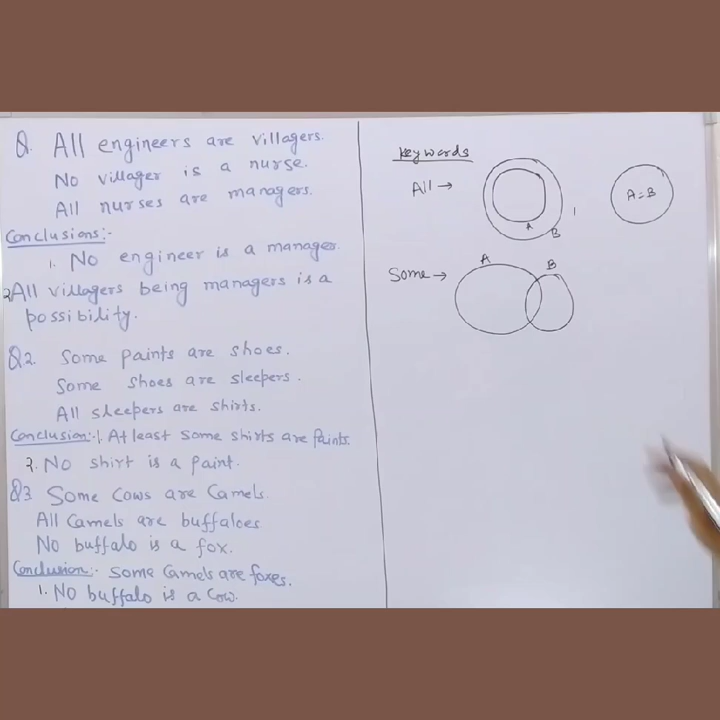 Q. All engineers are villagers.
No villager is a nurse.
All nurses are managers.
Conclusions:-
1. No engineer is a manager.
2. All villagers being managers is a
possibility.
Q2. Some paints are shoes.
Some shoes are sleepers.
All sleepers are shirts.
Conclusion:- 1. At least some shirts are paints.
2. No shirt is a paint.
Q3 Some cows are camels
All camels are buffaloes
No buffalo is a fox.
Conclusion:- Some camels are foxes.
1. No buffalo is a cow.
keywords
All →
A
B
A = B
Some →
A
B